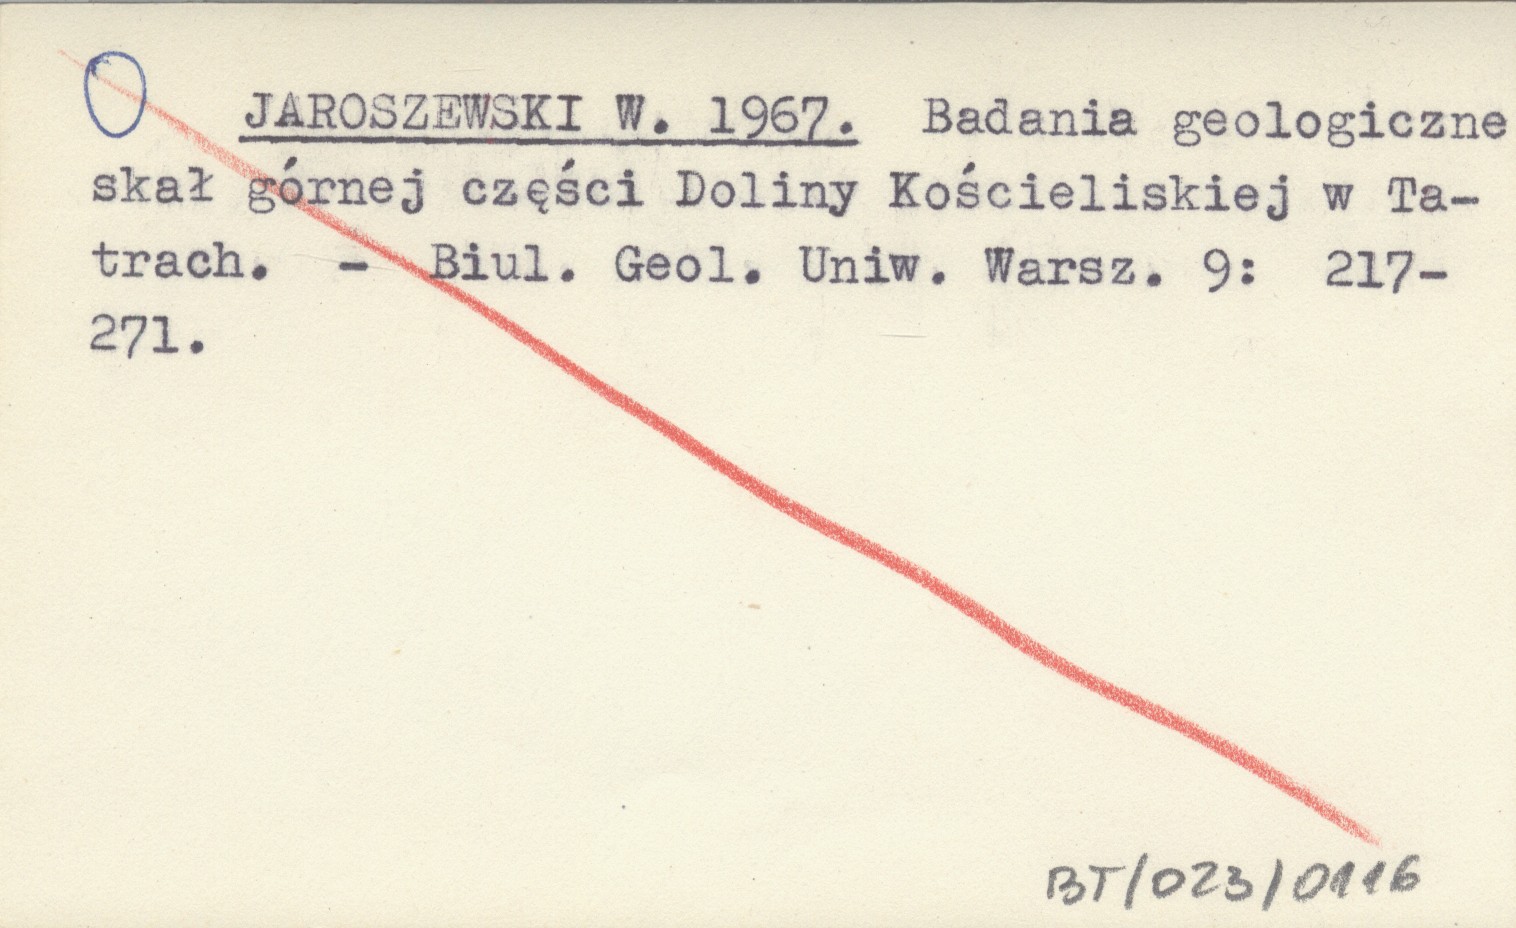 JAROSZEWSKI W. 1967. Badania geologiczne
skał górnej części Doliny Kościeliskiej w Ta-
trach. - Biul. Geol. Uniw. Warsz. 9: 217-
271.
BT/023/0116